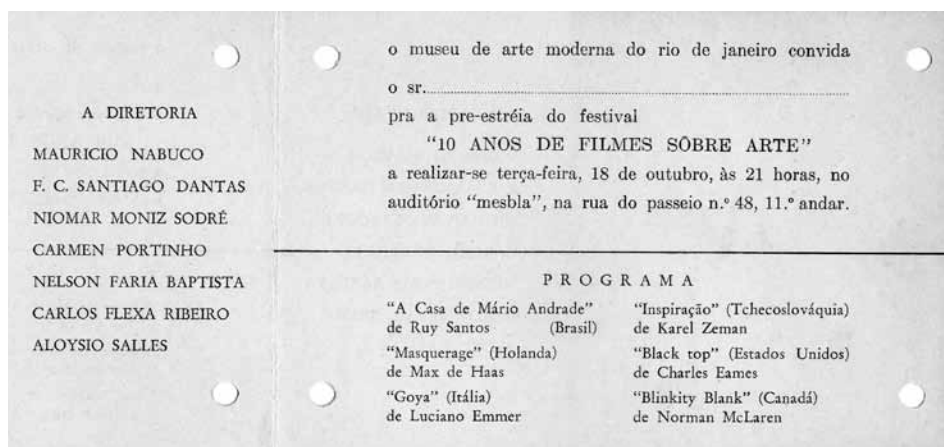 A DIRETORIA
MAURICIO NABUCO
F. C. SANTIAGO DANTAS
NIOMAR MONIZ SODRÉ
CARMEN PORTINHO
NELSON FARIA BAPTISTA
CARLOS FLEXA RIBEIRO
ALOYSIO SALLES
o museu de arte moderna do rio de janeiro convida
o sr.
pra a pre-estréia do festival
"10 ANOS DE FILMES SÔBRE ARTE"
a realizar-se terça-feira, 18 de outubro, às 21 horas, no
auditório "mesbla", na rua do passeio n.º 48, 11.º andar.
PROGRAMA
"A Casa de Mário Andrade"
de Ruy Santos (Brasil)
"Masquerage" (Holanda)
de Max de Haas
"Goya" (Itália)
de Luciano Emmer
"Inspiração" (Tchecoslováquia)
de Karel Zeman
"Black top" (Estados Unidos)
de Charles Eames
"Blinkity Blank" (Canadá)
de Norman McLaren